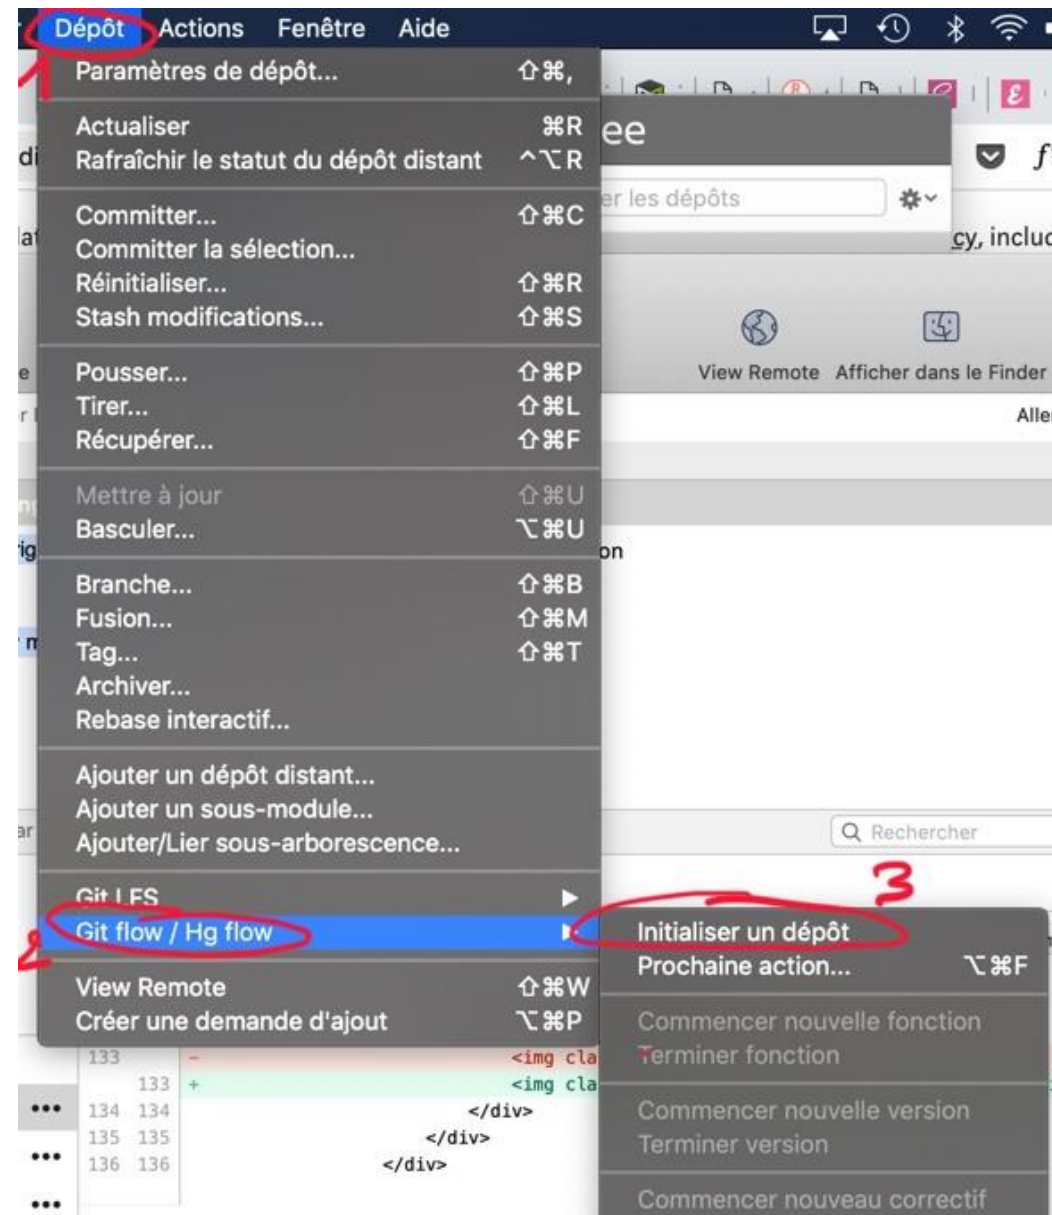 Dépôt Actions Fenêtre Aide
1
Paramètres de dépôt... ⇧⌘,
Actualiser ⌘R
Rafraîchir le statut du dépôt distant ^⌥R
Committer... ⇧⌘C
Committer la sélection...
Réinitialiser... ⇧⌘R
Stash modifications... ⇧⌘S
Pousser... ⇧⌘P
Tirer... ⇧⌘L
Récupérer... ⇧⌘F
Mettre à jour ⇧⌘U
Basculer... ⌥⌘U
Branche... ⇧⌘B
Fusion... ⇧⌘M
Tag... ⇧⌘T
Archiver...
Rebase interactif...
Ajouter un dépôt distant...
Ajouter un sous-module...
Ajouter/Lier sous-arborescence...
Git LFS
2 Git flow / Hg flow
View Remote ⇧⌘W
Créer une demande d'ajout ⌥⌘P
ee
er les dépôts
cy, includ
View Remote Afficher dans le Finder
Aller
on
Rechercher
3
Initialiser un dépôt
Prochaine action... ⌥⌘F
Commencer nouvelle fonction
Terminer fonction
Commencer nouvelle version
Terminer version
Commencer nouveau correctif
133 - <img cla
133 + <img cla
134 134 </div>
135 135 </div>
136 136 </div>